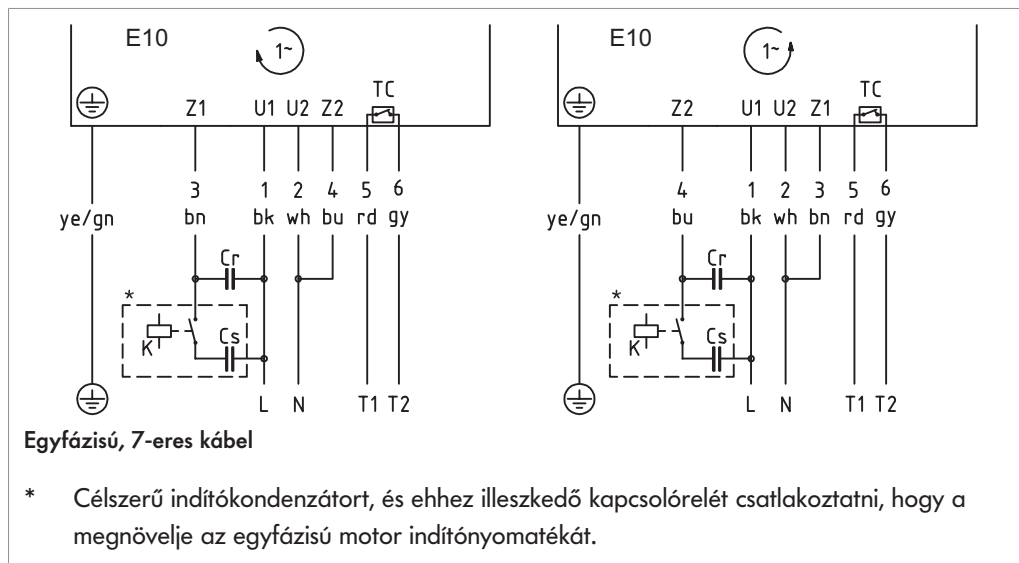 E10 1~ E10 1~
TC TC
Z1 U1 U2 Z2 Z2 U1 U2 Z1
3 1 2 4 5 6 4 1 2 3 5 6
ye/gn bn bk wh bu rd gy ye/gn bu bk wh bn rd gy
Cr Cr
* *
K Cs K Cs
L N T1 T2 L N T1 T2
Egyfázisú, 7-eres kábel
* Célszerű indítókondenzátort, és ehhez illeszkedő kapcsolórelét csatlakoztatni, hogy a
megnövelje az egyfázisú motor indítónyomatékát.